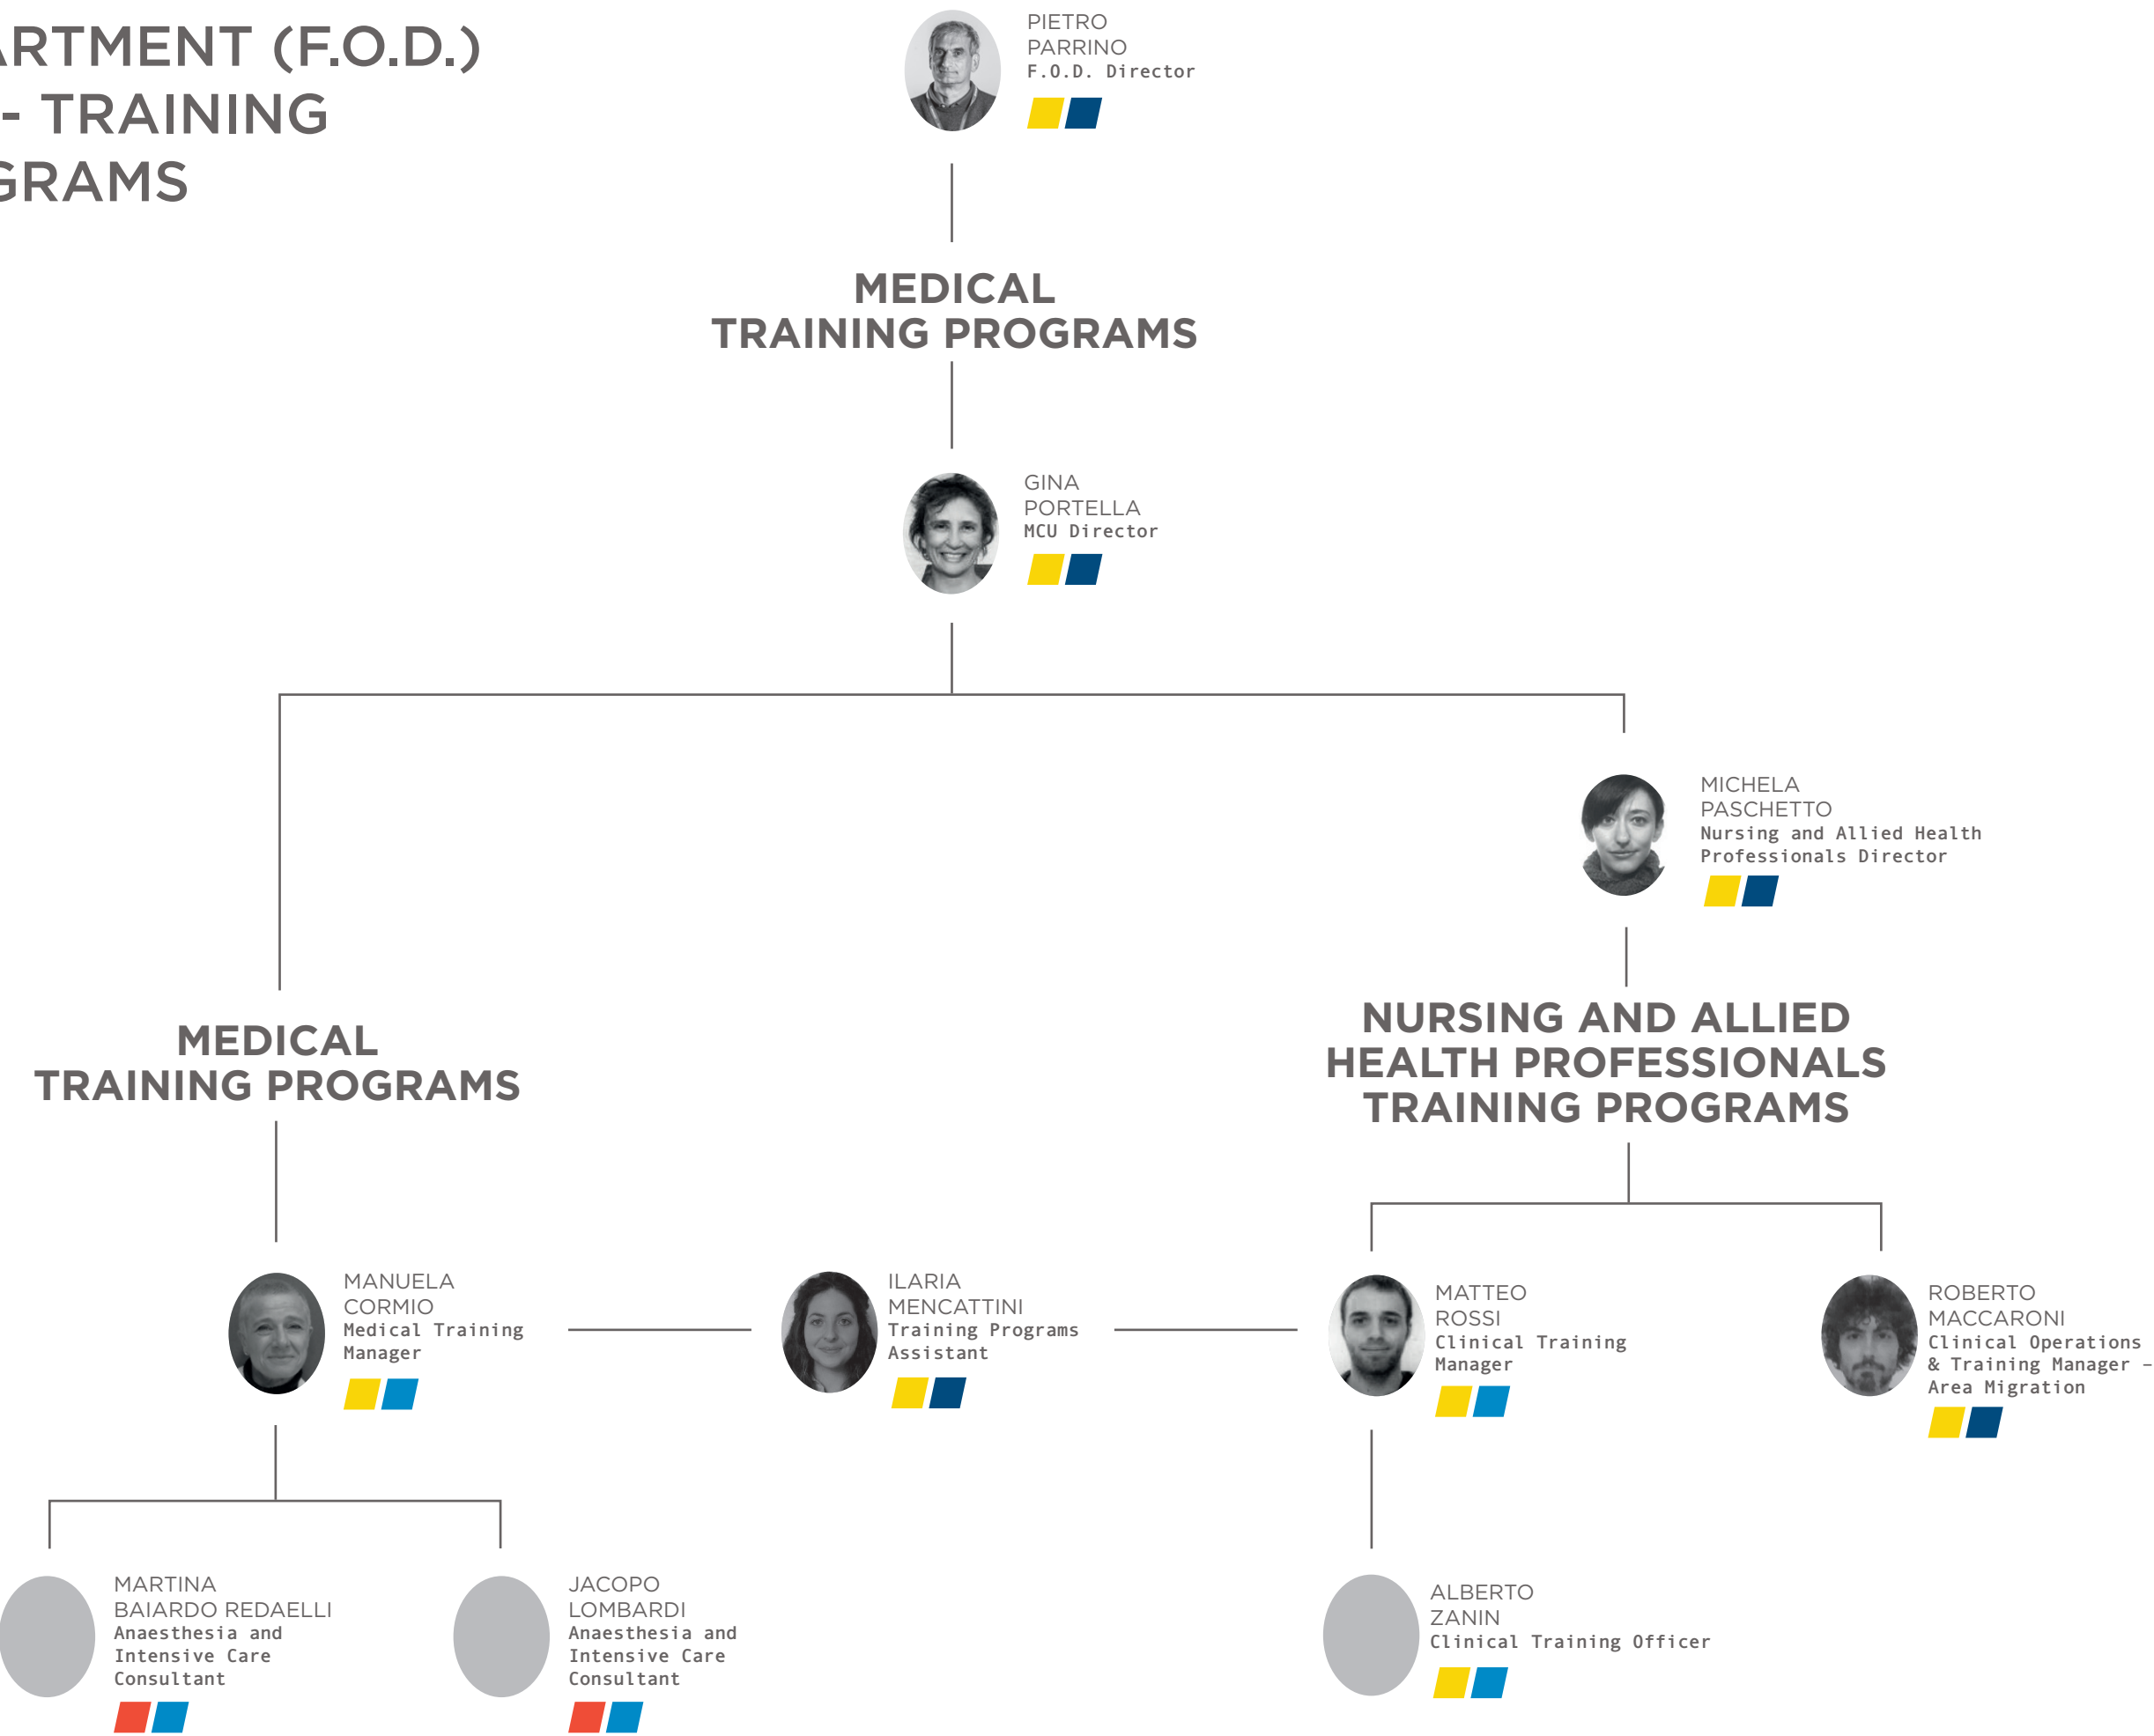 ARTMENT (F.O.D.)
- TRAINING
GRAMS
PIETRO
PARRINO
F.O.D. Director
MEDICAL
TRAINING PROGRAMS
GINA
PORTELLA
MCU Director
MICHELA
PASCHETTO
Nursing and Allied Health
Professionals Director
MEDICAL
TRAINING PROGRAMS
NURSING AND ALLIED
HEALTH PROFESSIONALS
TRAINING PROGRAMS
MANUELA
CORMIO
Medical Training
Manager
ILARIA
MENCATTINI
Training Programs
Assistant
MATTEO
ROSSI
Clinical Training
Manager
ROBERTO
MACCARONI
Clinical Operations
& Training Manager –
Area Migration
MARTINA
BAIARDO REDAELLI
Anaesthesia and
Intensive Care
Consultant
JACOPO
LOMBARDI
Anaesthesia and
Intensive Care
Consultant
ALBERTO
ZANIN
Clinical Training Officer